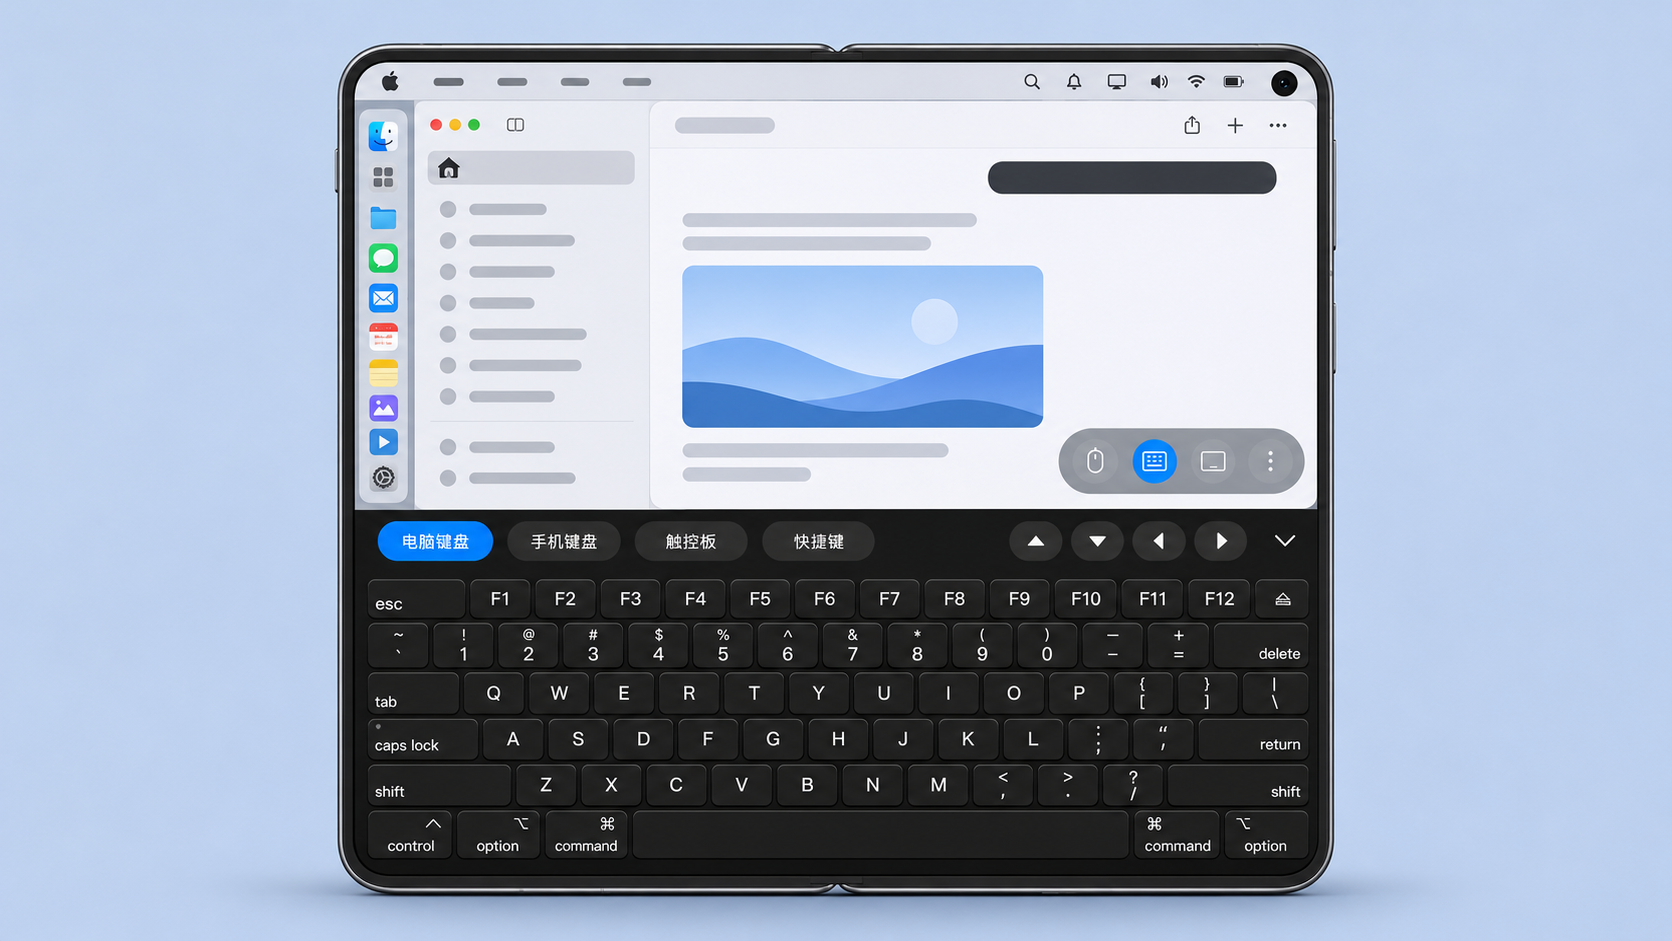 电脑键盘 手机键盘 触控板 快捷键
esc F1 F2 F3 F4 F5 F6 F7 F8 F9 F10 F11 F12
~ ! @ # $ % ^ & * ( ) — +
` 1 2 3 4 5 6 7 8 9 0 – = delete
tab Q W E R T Y U I O P { [ } ] | \
caps lock A S D F G H J K L : ; “ ‚ return
shift Z X C V B N M < , > . ? / shift
control option command command option